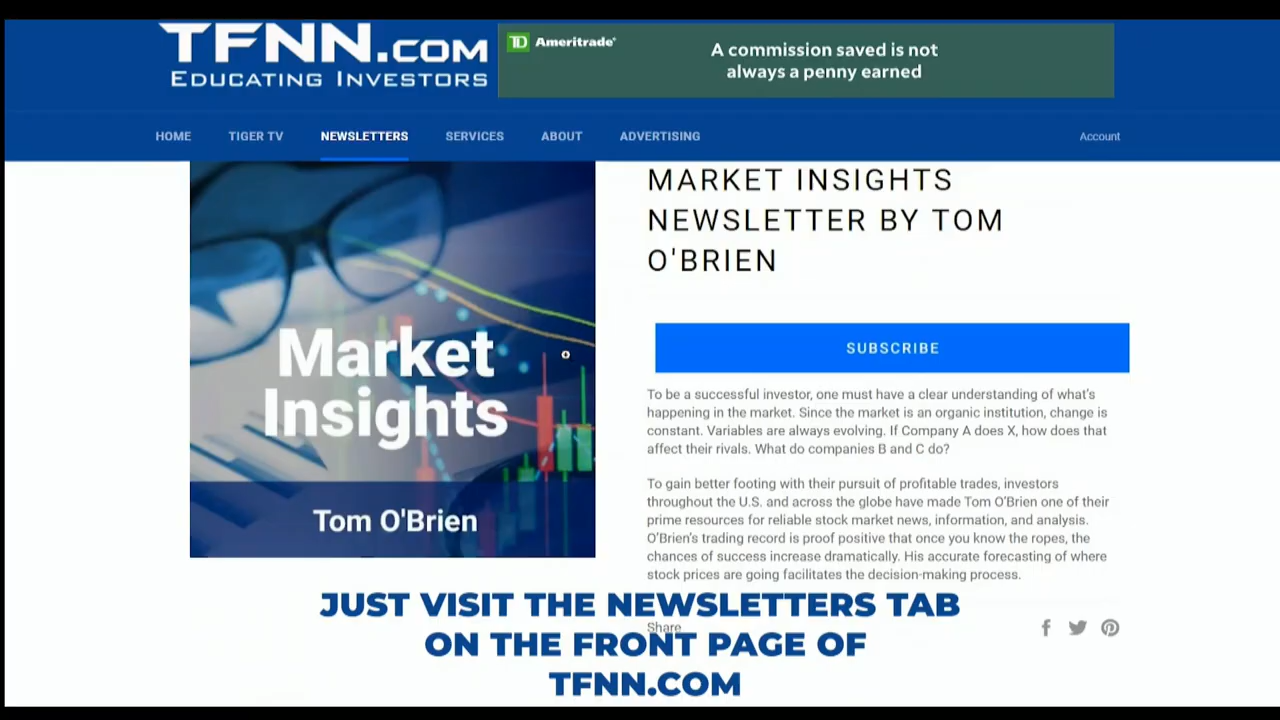 TFNN.COM
EDUCATING INVESTORS
TD Ameritrade
A commission saved is not
always a penny earned
HOME TIGER TV NEWSLETTERS SERVICES ABOUT ADVERTISING Account
Market
Insights
Tom O'Brien
MARKET INSIGHTS
NEWSLETTER BY TOM
O'BRIEN
SUBSCRIBE
To be a successful investor, one must have a clear understanding of what's
happening in the market. Since the market is an organic institution, change is
constant. Variables are always evolving. If Company A does X, how does that
affect their rivals. What do companies B and C do?
To gain better footing with their pursuit of profitable trades, investors
throughout the U.S. and across the globe have made Tom O'Brien one of their
prime resources for reliable stock market news, information, and analysis.
O'Brien's trading record is proof positive that once you know the ropes, the
chances of success increase dramatically. His accurate forecasting of where
stock prices are going facilitates the decision-making process.
Share
JUST VISIT THE NEWSLETTERS TAB
ON THE FRONT PAGE OF
TFNN.COM